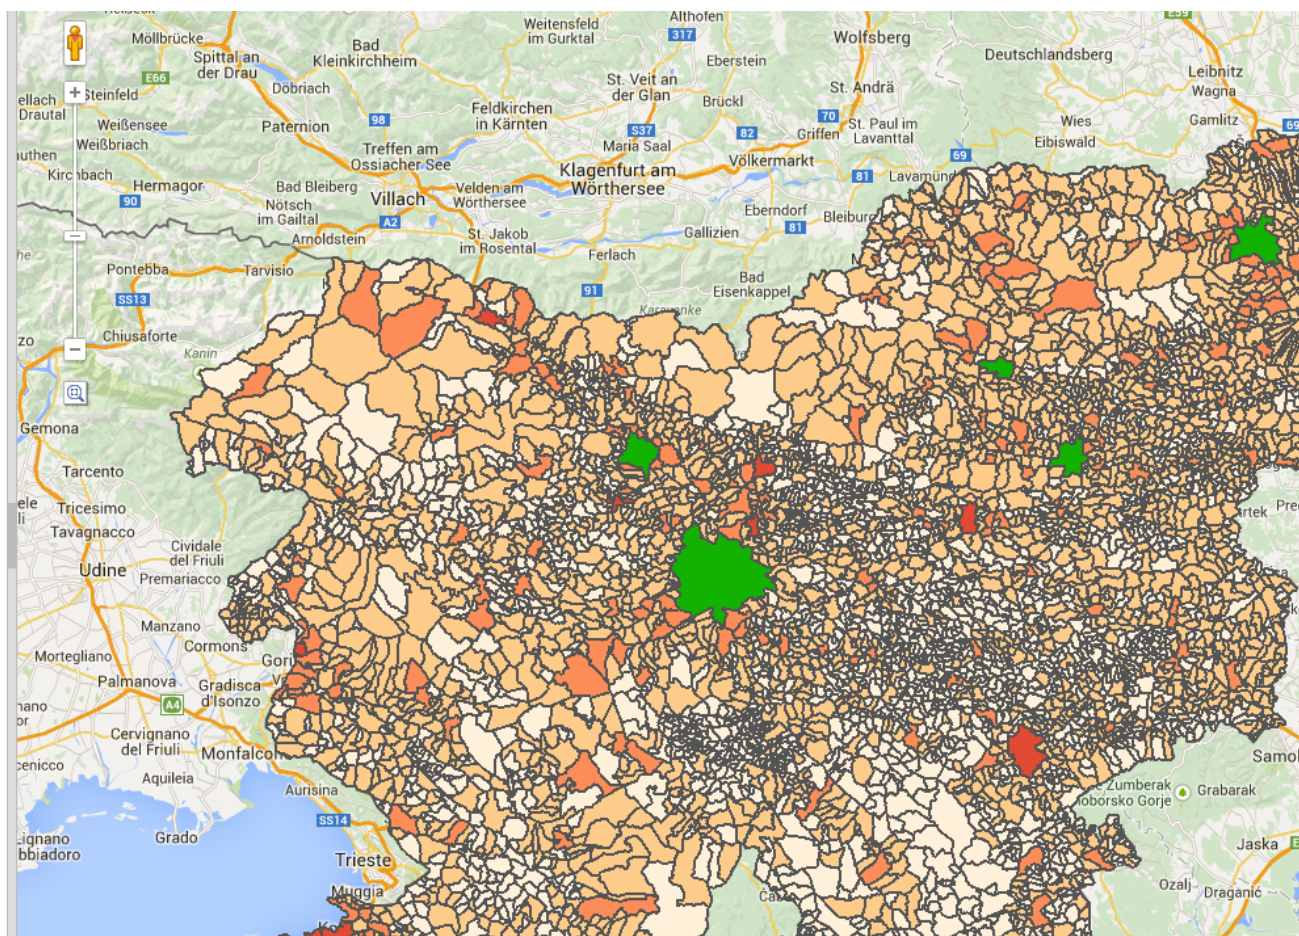 Althofen
Weitensfeld
im Gurktal
317
E59
Möllbrücke
Bad
Kleinkirchheim
Wolfsberg
Spittal an
der Drau
Eberstein
Deutschlandsberg
E66
St. Veit an
der Glan
Leibnitz
Steinfeld
Döbriach
St. Andrä
Wagna
Drautal
Feldkirchen
in Kärnten
Brückl
Weißensee
98
70
Gamlitz
69
Paternion
S37
82
Griffen
St. Paul im
Lavanttal
Wies
Weißbriach
Treffen am
Ossiacher See
Maria Saal
Eibiswald
Völkermarkt
69
Klagenfurt am
Wörthersee
81
Hermagor
Bad Bleiberg
Villach
Velden am
Wörthersee
90
Nötsch
im Gailtal
A2
Eberndorf
Bleiburg
81
Arnoldstein
St. Jakob
im Rosental
Gallizien
Ferlach
Pontebba
Tarvisio
Bad
Eisenkappel
SS13
91
Chiusaforte
Kanin
Gemona
Tarcento
Tricesimo
Tavagnacco
Cividale
del Friuli
Udine
Premariacco
Manzano
Cormons
Mortegliano
Palmanova
Gradisca
d'Isonzo
A4
Cervignano
del Friuli
Aquileia
Aurisina
Grabarak
Grado
SS14
Jaska
Trieste
Muggia
Ozalj
Draganić